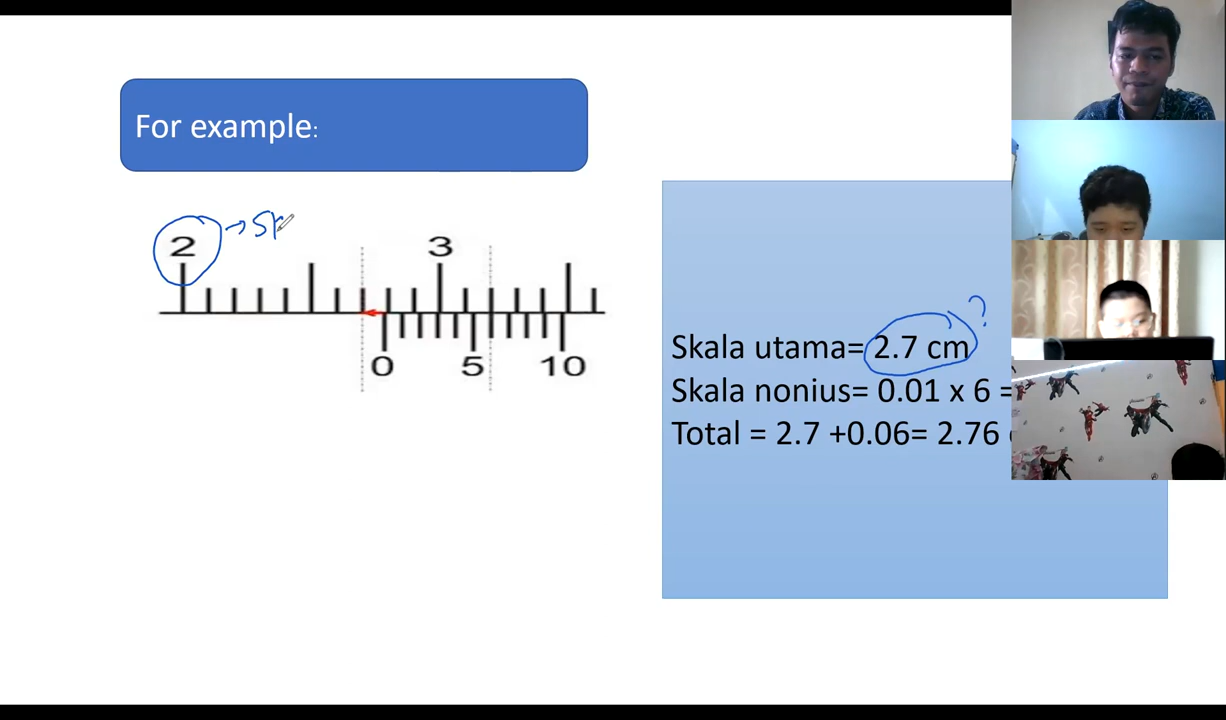 For example:
2 → SK
3
0 5 10
?
Skala utama= 2.7 cm
Skala nonius= 0.01 x 6 =
Total = 2.7 +0.06= 2.76